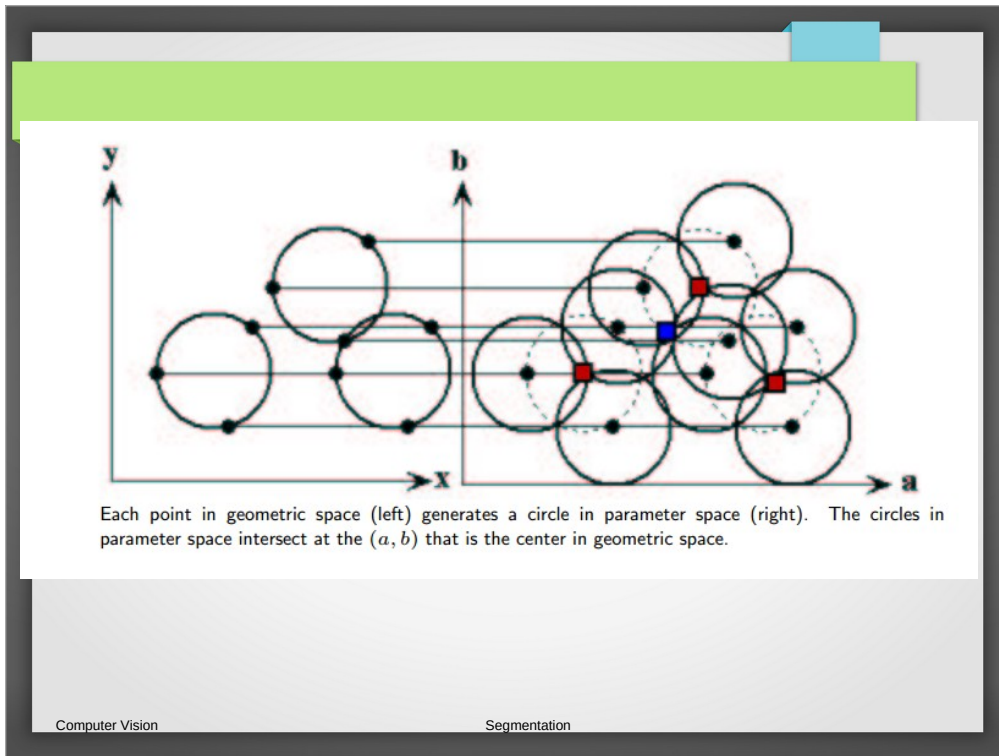 y
b
x
a
Each point in geometric space (left) generates a circle in parameter space (right). The circles in
parameter space intersect at the (a, b) that is the center in geometric space.
Computer Vision
Segmentation